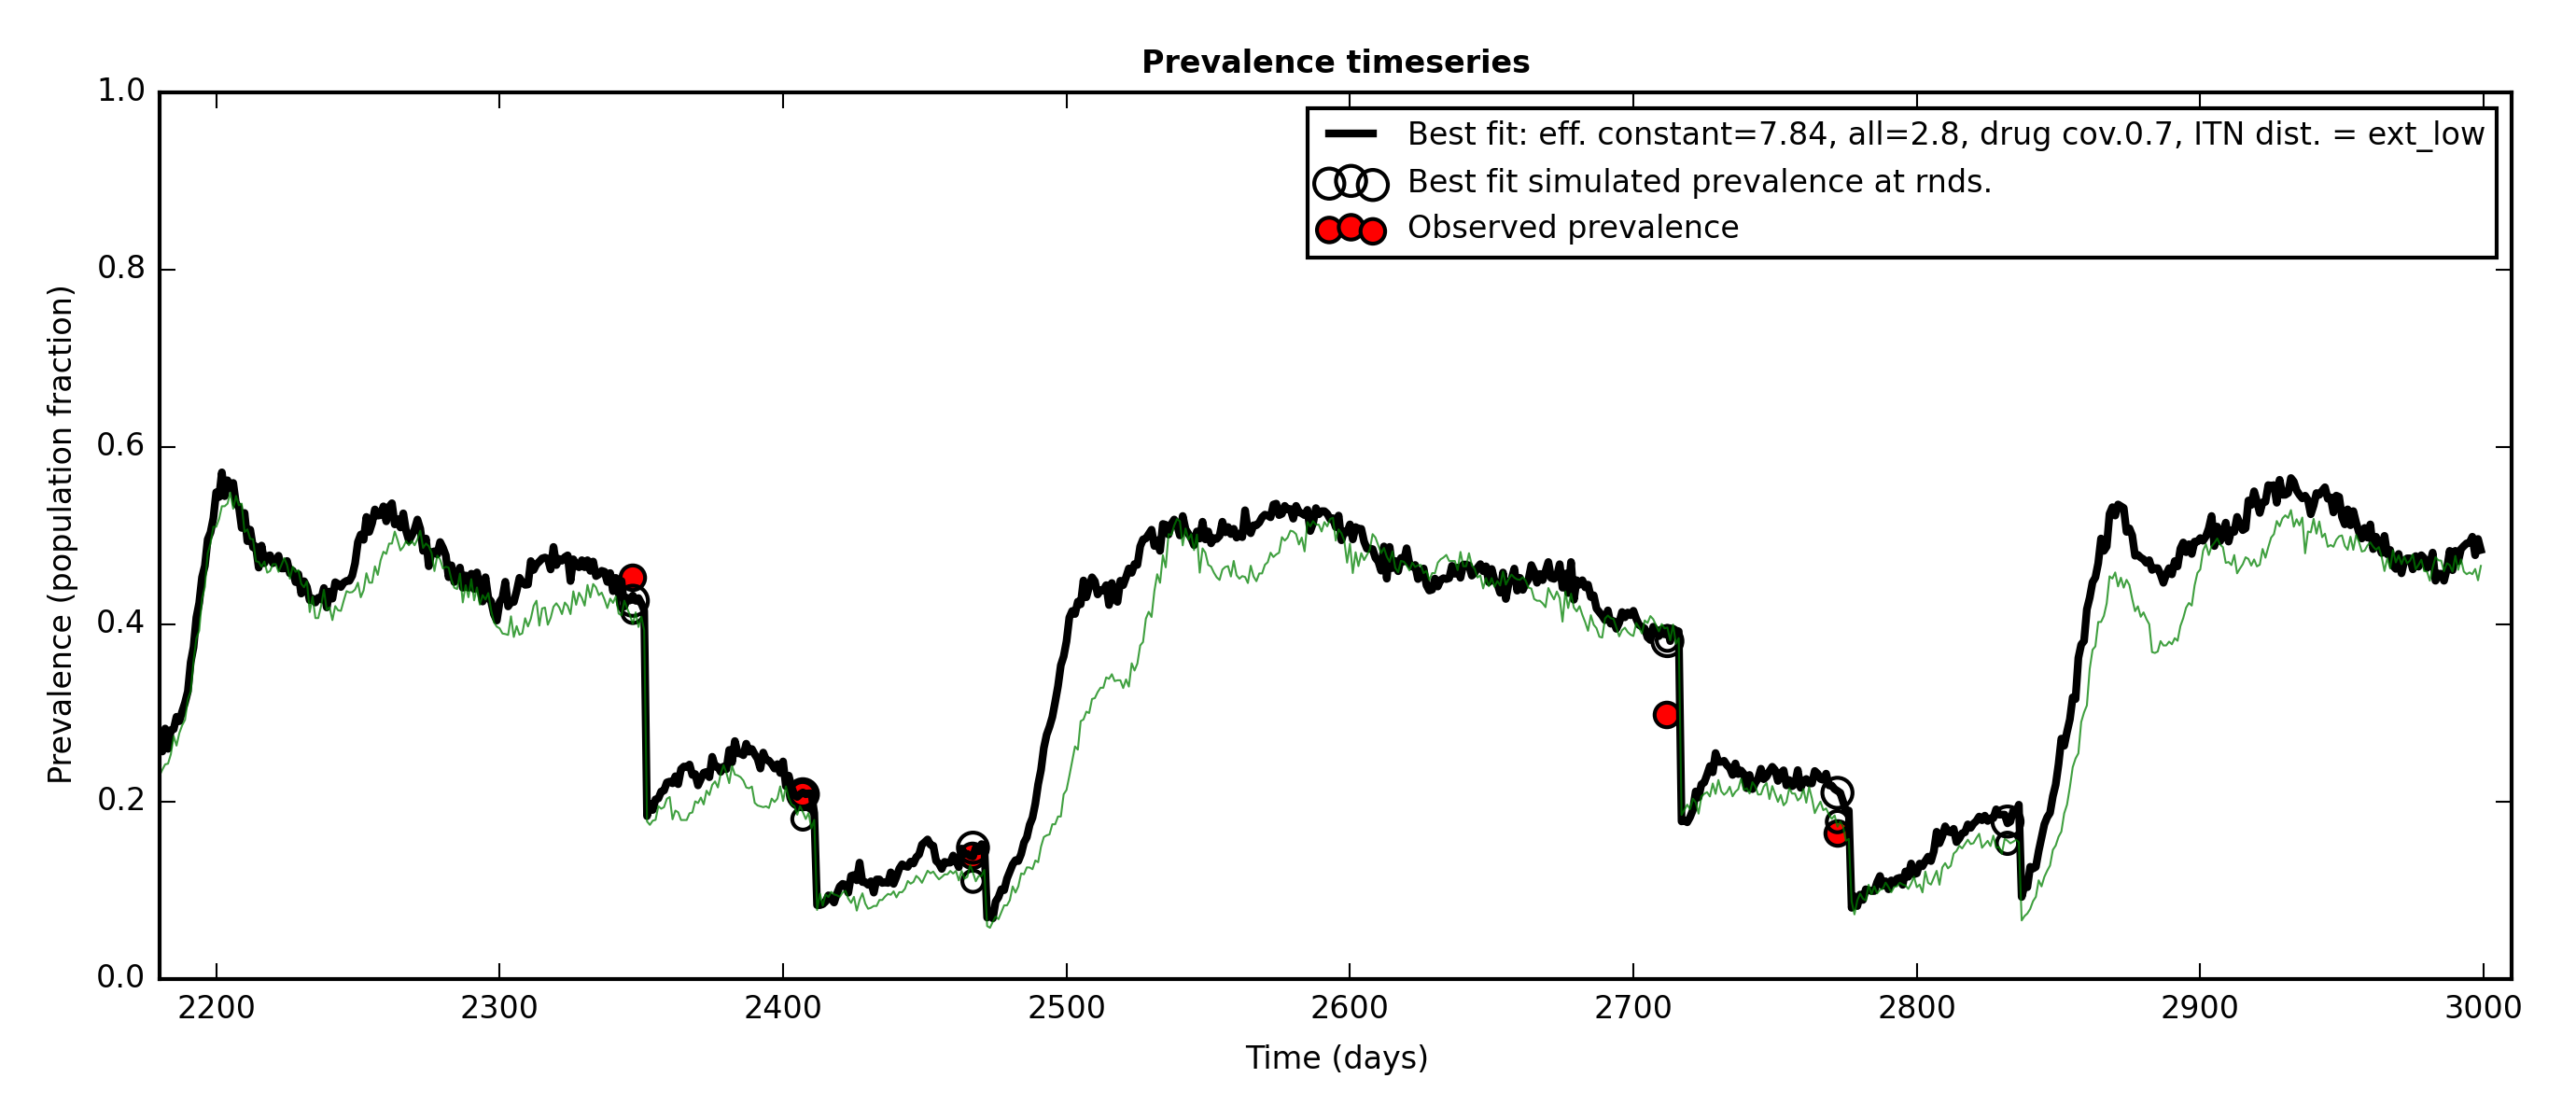 Prevalence timeseries
1.0
0.8
0.6
0.4
0.2
0.0
Prevalence (population fraction)
Best fit: eff. constant=7.84, all=2.8, drug cov.0.7, ITN dist. = ext_low
Best fit simulated prevalence at rnds.
Observed prevalence
2200 2300 2400 2500 2600 2700 2800 2900 3000
Time (days)